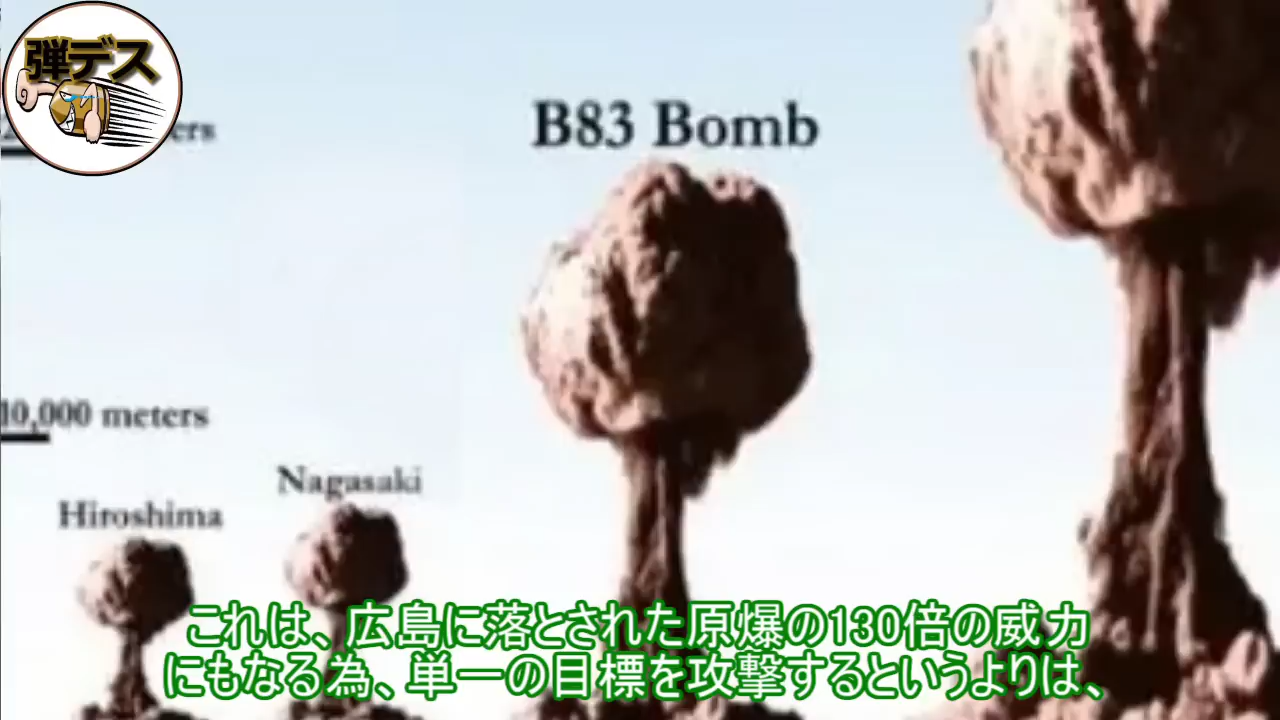 弾デス
B83 Bomb
ers
10,000 meters
Nagasaki
Hiroshima
これは、広島に落とされた原爆の130倍の威力
にもなる為、単一の目標を攻撃するというよりは、